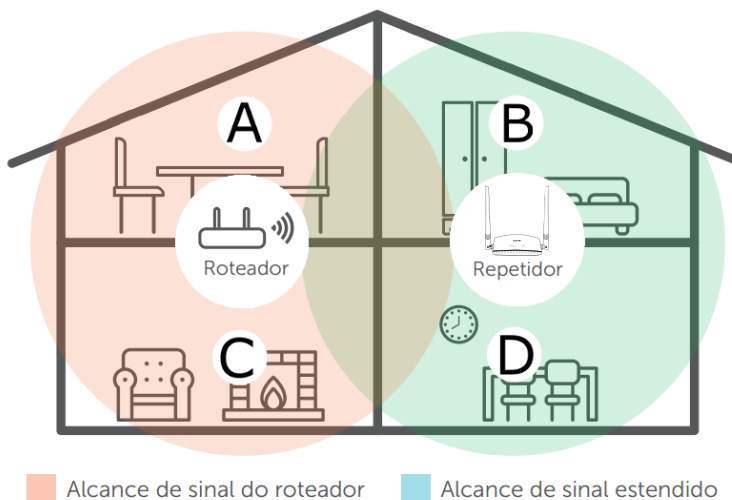 A
B
Roteador
Repetidor
C
D
Alcance de sinal do roteador
Alcance de sinal estendido